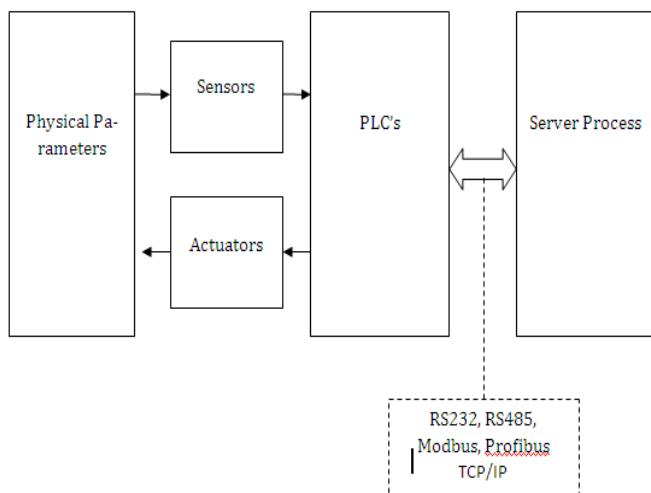 Sensors
Physical Pa-
rameters
PLC's
Server Process
Actuators
RS232, RS485,
Modbus, Profibus
TCP/IP